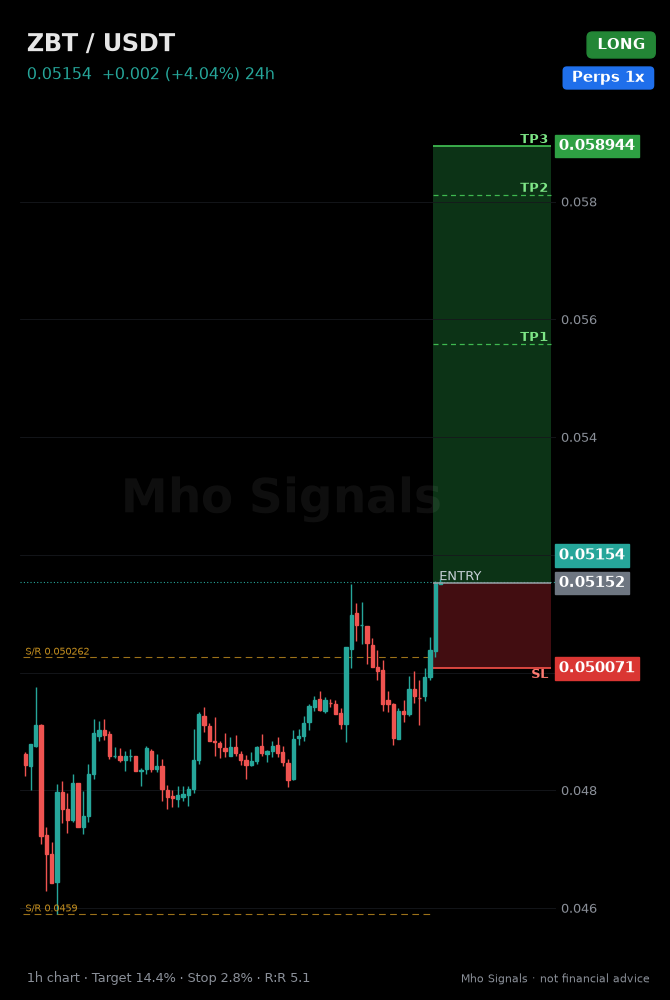 ZBT / USDT
LONG
0.05154 +0.002 (+4.04%) 24h
Perps 1x
TP3
0.058944
TP2
0.058
0.056
TP1
0.054
Mho Signals
0.05154
ENTRY
0.05152
S/R 0.050262
0.050071
SL
0.048
S/R 0.0459
0.046
1h chart · Target 14.4% · Stop 2.8% · R:R 5.1
Mho Signals · not financial advice